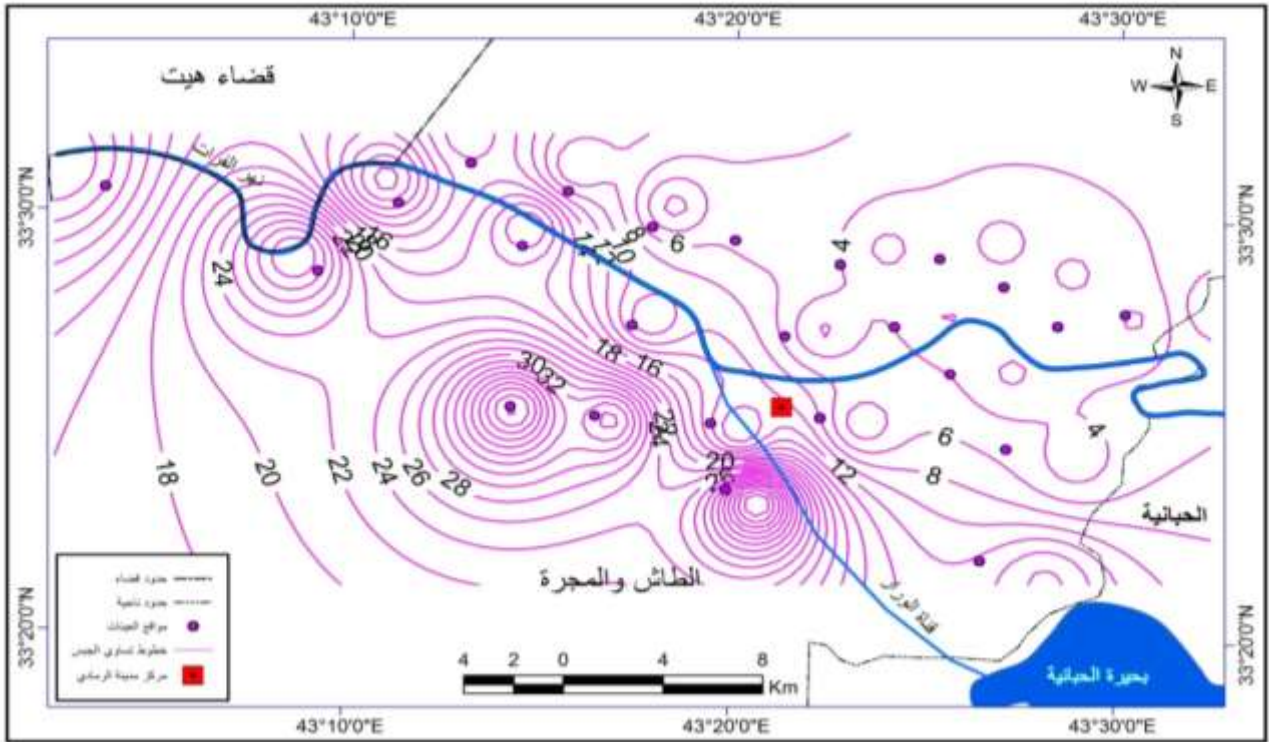 43°10'0"E
43°20'0"E
43°30'0"E
قضاء هيت
N
W E
S
33°30'0"N
33°30'0"N
نهر الفرات
24
4
6
18
16
30
32
24
6
4
20
12
8
18
20
22
24
26
28
الحبانية
الطاش والمجرة
قناة الورار
33°20'0"N
33°20'0"N
بحيرة الحبانية
4 2 0 4 8
Km
حدود قضاء
حدود ناحية
مواقع العينات
خطوط تساوي الجبس
مركز مدينة الرمادي
43°10'0"E
43°20'0"E
43°30'0"E